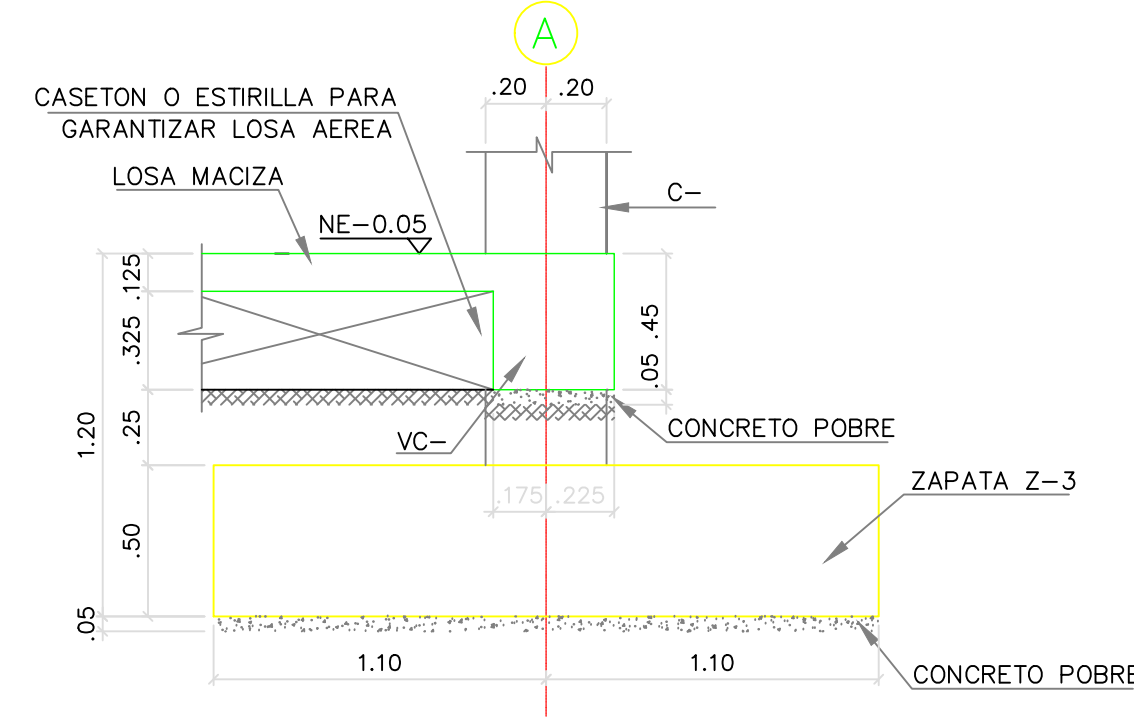 A
.20 .20
CASETON O ESTIRILLA PARA
GARANTIZAR LOSA AEREA
LOSA MACIZA
C-
NE-0.05
.125
.325
.45
.05
1.20
.25
VC-
CONCRETO POBRE
ZAPATA Z-3
.175 .225
.50
.05
1.10 1.10
CONCRETO POBRE